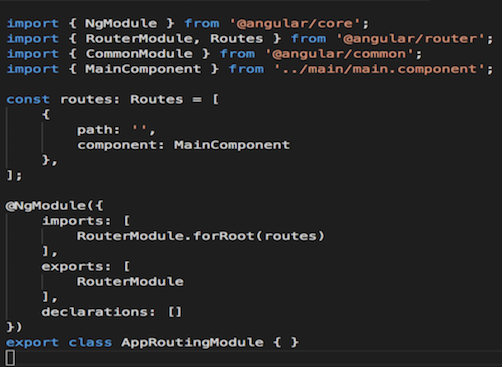 import { NgModule } from '@angular/core';
import { RouterModule, Routes } from '@angular/router';
import { CommonModule } from '@angular/common';
import { MainComponent } from '../main/main.component';
const routes: Routes = [
{
path: '',
component: MainComponent
},
];
@NgModule({
imports: [
RouterModule.forRoot(routes)
],
exports: [
RouterModule
],
declarations: []
})
export class AppRoutingModule { }